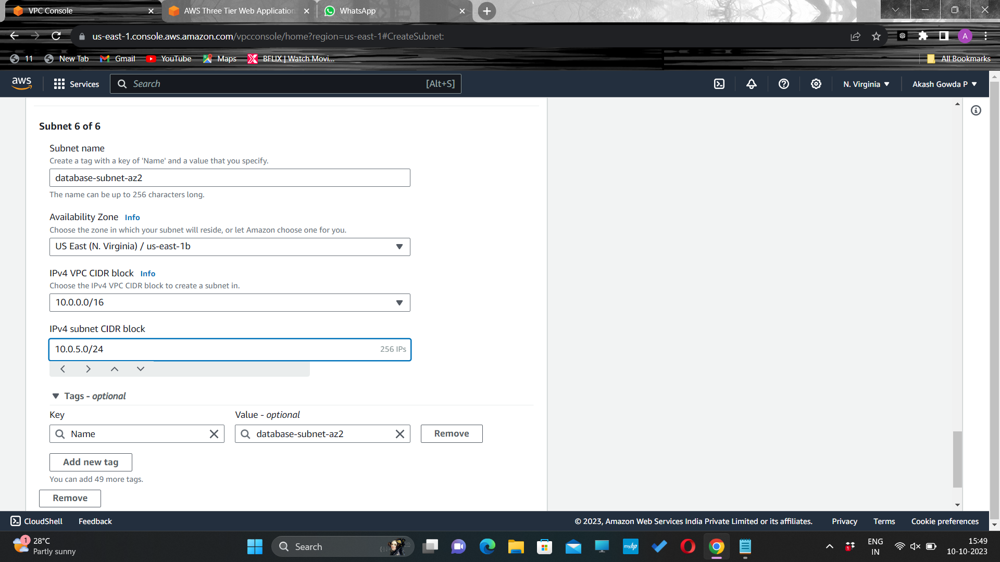 VPC Console
AWS Three Tier Web Application
WhatsApp
us-east-1.console.aws.amazon.com/vpcconsole/home?region=us-east-1#CreateSubnet:
A
11
New Tab
Gmail
YouTube
Maps
BFLIX | Watch Movi...
All Bookmarks
aws
Services
Search
[Alt+S]
N. Virginia
Akash Gowda P
Subnet 6 of 6
Subnet name
Create a tag with a key of 'Name' and a value that you specify.
database-subnet-az2
The name can be up to 256 characters long.
Availability Zone Info
Choose the zone in which your subnet will reside, or let Amazon choose one for you.
US East (N. Virginia) / us-east-1b
IPv4 VPC CIDR block Info
Choose the IPv4 VPC CIDR block to create a subnet in.
10.0.0.0/16
IPv4 subnet CIDR block
10.0.5.0/24
256 IPs
Tags - optional
Key
Value - optional
Name
database-subnet-az2
Remove
Add new tag
You can add 49 more tags.
Remove
CloudShell
Feedback
© 2023, Amazon Web Services India Private Limited or its affiliates.
Privacy
Terms
Cookie preferences
1
28°C
Partly sunny
Search
myhp
1
ENG
IN
15:49
10-10-2023